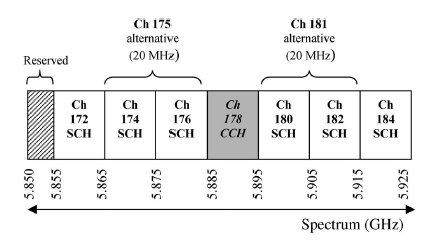 Ch 175
alternative
(20 MHz)
Ch 181
alternative
(20 MHz)
Reserved
Ch
172
SCH
Ch
174
SCH
Ch
176
SCH
Ch
178
CCH
Ch
180
SCH
Ch
182
SCH
Ch
184
SCH
5.850
5.855
5.865
5.875
5.885
5.895
5.905
5.915
5.925
Spectrum (GHz)